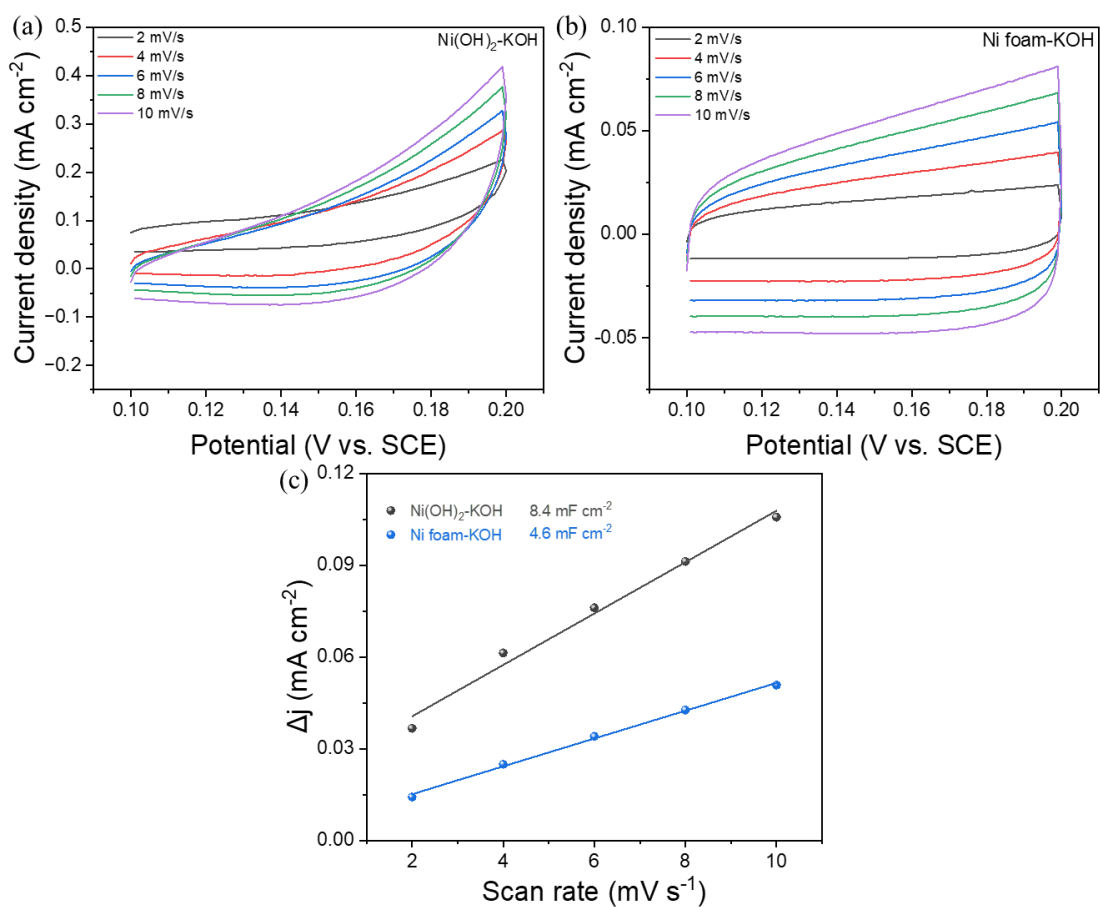 (a)
Ni(OH)₂-KOH
2 mV/s
4 mV/s
6 mV/s
8 mV/s
10 mV/s
0.5
0.4
0.3
0.2
0.1
0.0
−0.1
−0.2
Current density (mA cm⁻²)
0.10 0.12 0.14 0.16 0.18 0.20
Potential (V vs. SCE)
(b)
Ni foam-KOH
2 mV/s
4 mV/s
6 mV/s
8 mV/s
10 mV/s
0.10
0.05
0.00
-0.05
Current density (mA cm⁻²)
0.10 0.12 0.14 0.16 0.18 0.20
Potential (V vs. SCE)
(c)
Ni(OH)₂-KOH 8.4 mF cm⁻²
Ni foam-KOH 4.6 mF cm⁻²
0.12
0.09
0.06
0.03
0.00
Δj (mA cm⁻²)
2 4 6 8 10
Scan rate (mV s⁻¹)